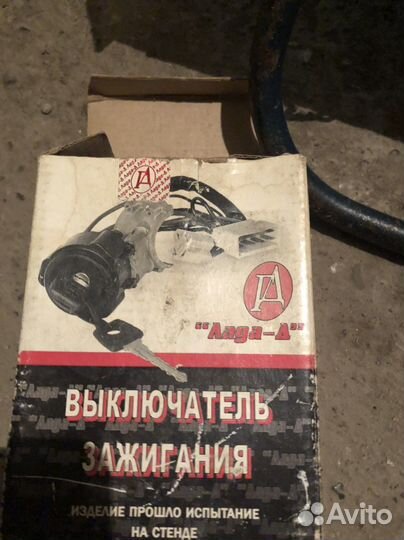 "Лада-А"
ВЫКЛЮЧАТЕЛЬ
ЗАЖИГАНИЯ
ИЗДЕЛИЕ ПРОШЛО ИСПЫТАНИЕ
НА СТЕНДЕ
Avito